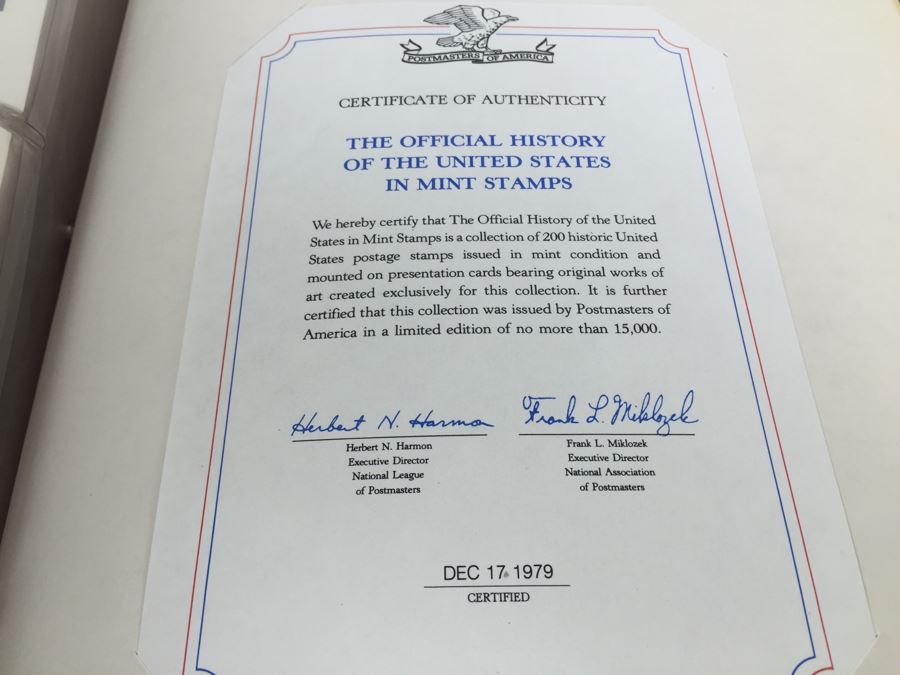 POSTMASTERS OF AMERICA
CERTIFICATE OF AUTHENTICITY
THE OFFICIAL HISTORY
OF THE UNITED STATES
IN MINT STAMPS
We hereby certify that The Official History of the United
States in Mint Stamps is a collection of 200 historic United
States postage stamps issued in mint condition and
mounted on presentation cards bearing original works of
art created exclusively for this collection. It is further
certified that this collection was issued by Postmasters of
America in a limited edition of no more than 15,000.
Herbert N. Harmon
Herbert N. Harmon
Executive Director
National League
of Postmasters
Frank L. Miklozek
Frank L. Miklozek
Executive Director
National Association
of Postmasters
DEC 17 1979
CERTIFIED